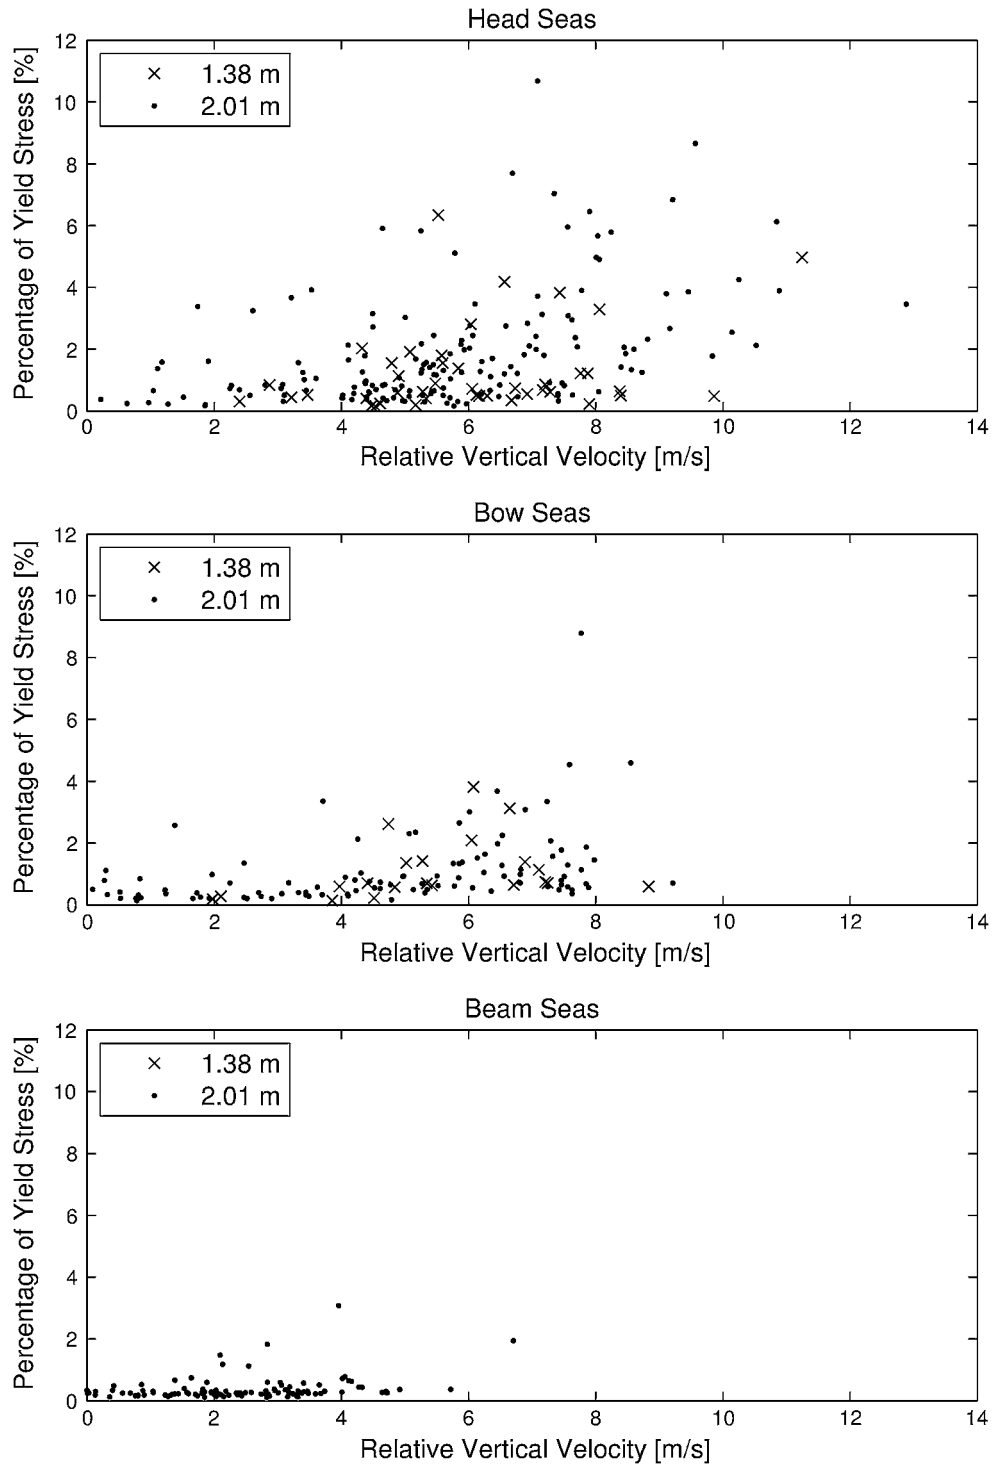 Head Seas
12
10
8
6
4
2
0
Percentage of Yield Stress [%]
× 1.38 m
• 2.01 m
0 2 4 6 8 10 12 14
Relative Vertical Velocity [m/s]
Bow Seas
12
10
8
6
4
2
0
Percentage of Yield Stress [%]
× 1.38 m
• 2.01 m
0 2 4 6 8 10 12 14
Relative Vertical Velocity [m/s]
Beam Seas
12
10
8
6
4
2
0
Percentage of Yield Stress [%]
× 1.38 m
• 2.01 m
0 2 4 6 8 10 12 14
Relative Vertical Velocity [m/s]